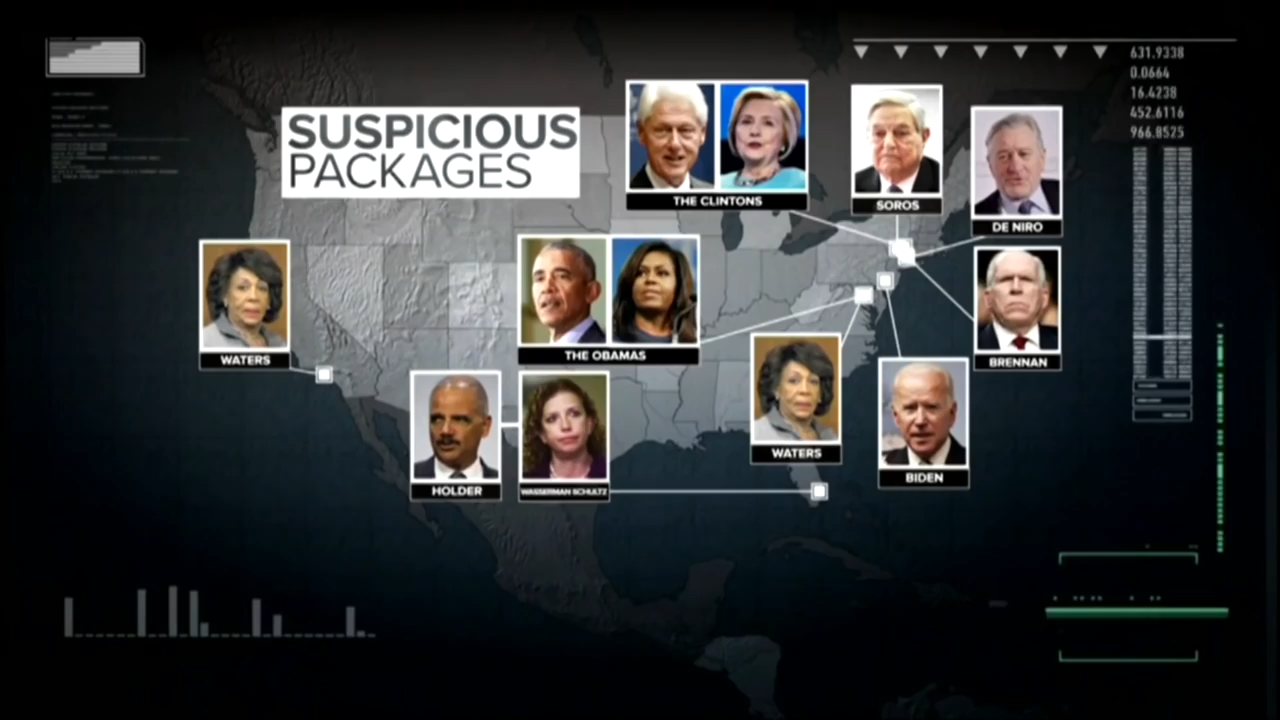 SUSPICIOUS
PACKAGES
THE CLINTONS
SOROS
DE NIRO
WATERS
THE OBAMAS
BRENNAN
HOLDER
WASSERMAN SCHULTZ
WATERS
BIDEN
631.9338
0.0664
16.4238
452.6116
966.8525